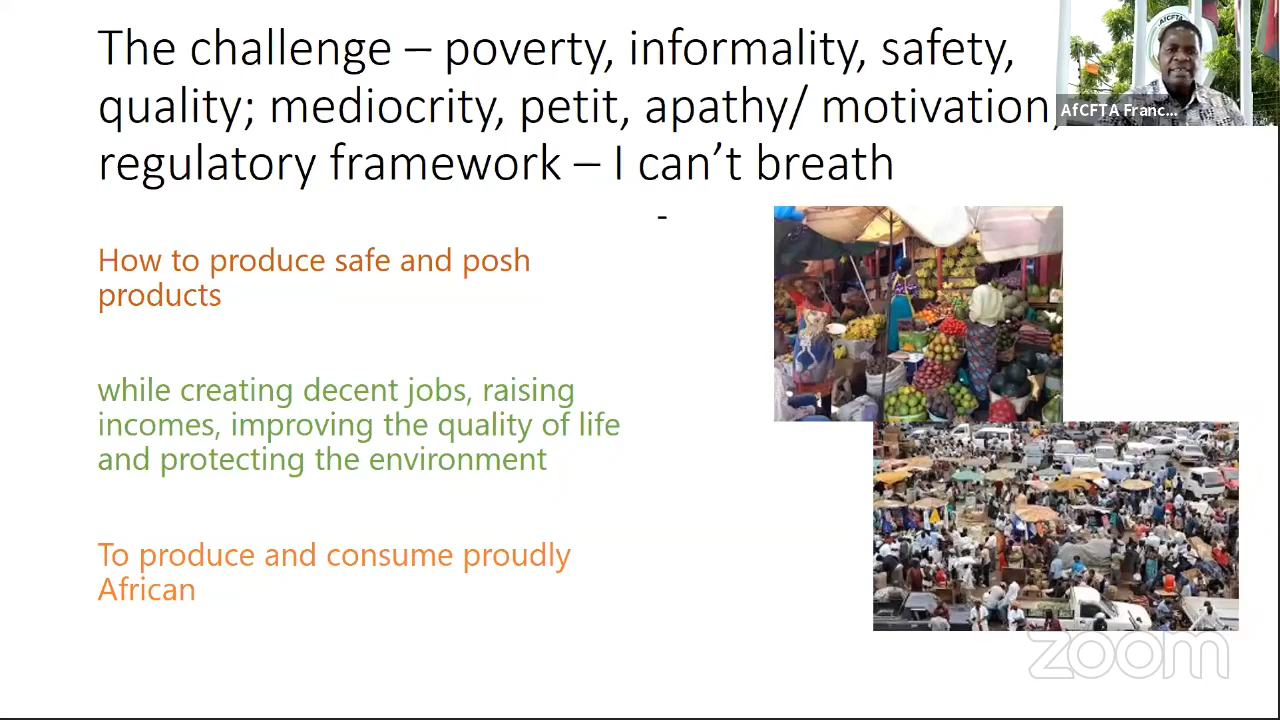 The challenge – poverty, informality, safety,
quality; mediocrity, petit, apathy/ motivation,
regulatory framework – I can’t breath
-
How to produce safe and posh
products
while creating decent jobs, raising
incomes, improving the quality of life
and protecting the environment
To produce and consume proudly
African
AfCFTA
AfCFTA Franc...
zoom